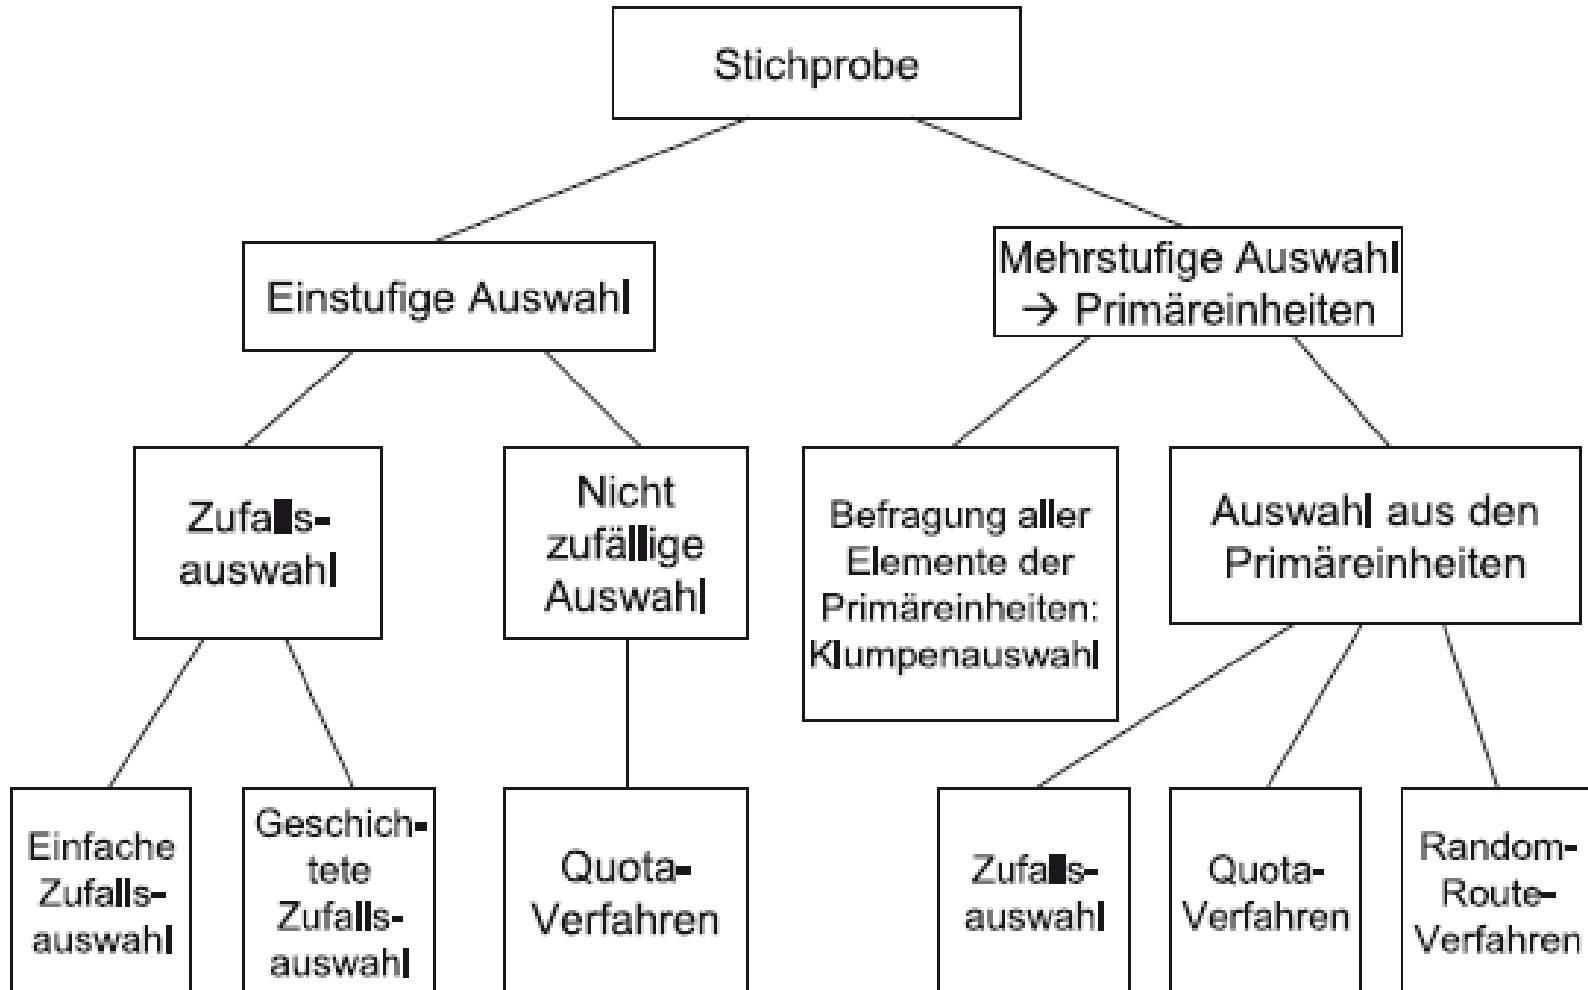 Stichprobe
Einstufige Auswahl
Mehrstufige Auswahl
→ Primäreinheiten
Zufalls-
auswahl
Nicht
zufällige
Auswahl
Befragung aller
Elemente der
Primäreinheiten:
Klumpenauswahl
Auswahl aus den
Primäreinheiten
Einfache
Zufalls-
auswahl
Geschich-
tete
Zufalls-
auswahl
Quota-
Verfahren
Zufalls-
auswahl
Quota-
Verfahren
Random-
Route-
Verfahren